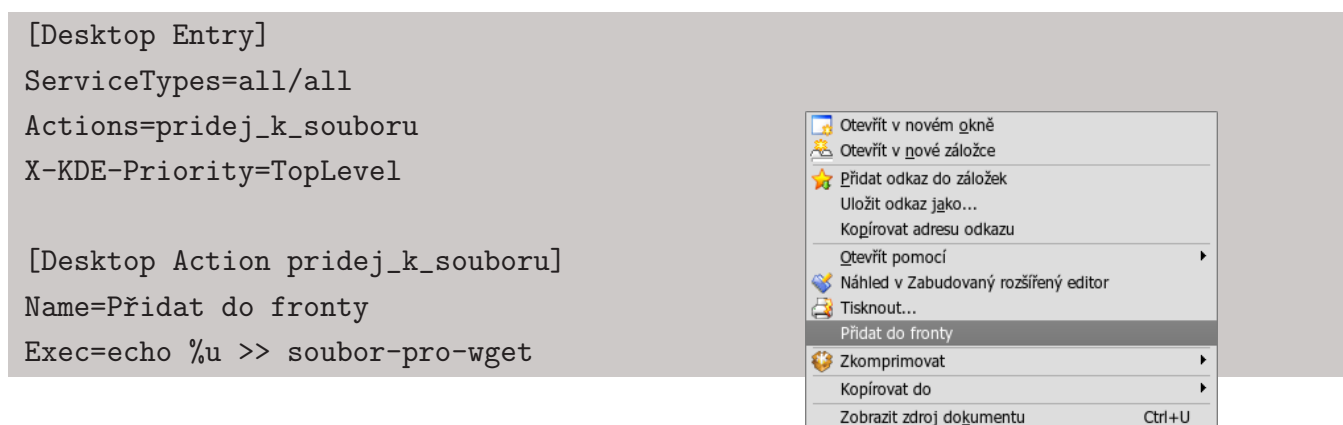 [Desktop Entry]
ServiceTypes=all/all
Actions=pridej_k_souboru
X-KDE-Priority=TopLevel
[Desktop Action pridej_k_souboru]
Name=Přidat do fronty
Exec=echo %u >> soubor-pro-wget
Otevřít v novém okně
Otevřít v nové záložce
Přidat odkaz do záložek
Uložit odkaz jako...
Kopírovat adresu odkazu
Otevřít pomocí
Náhled v Zabudovaný rozšířený editor
Tisknout...
Přidat do fronty
Zkomprimovat
Kopírovat do
Zobrazit zdroj dokumentu Ctrl+U